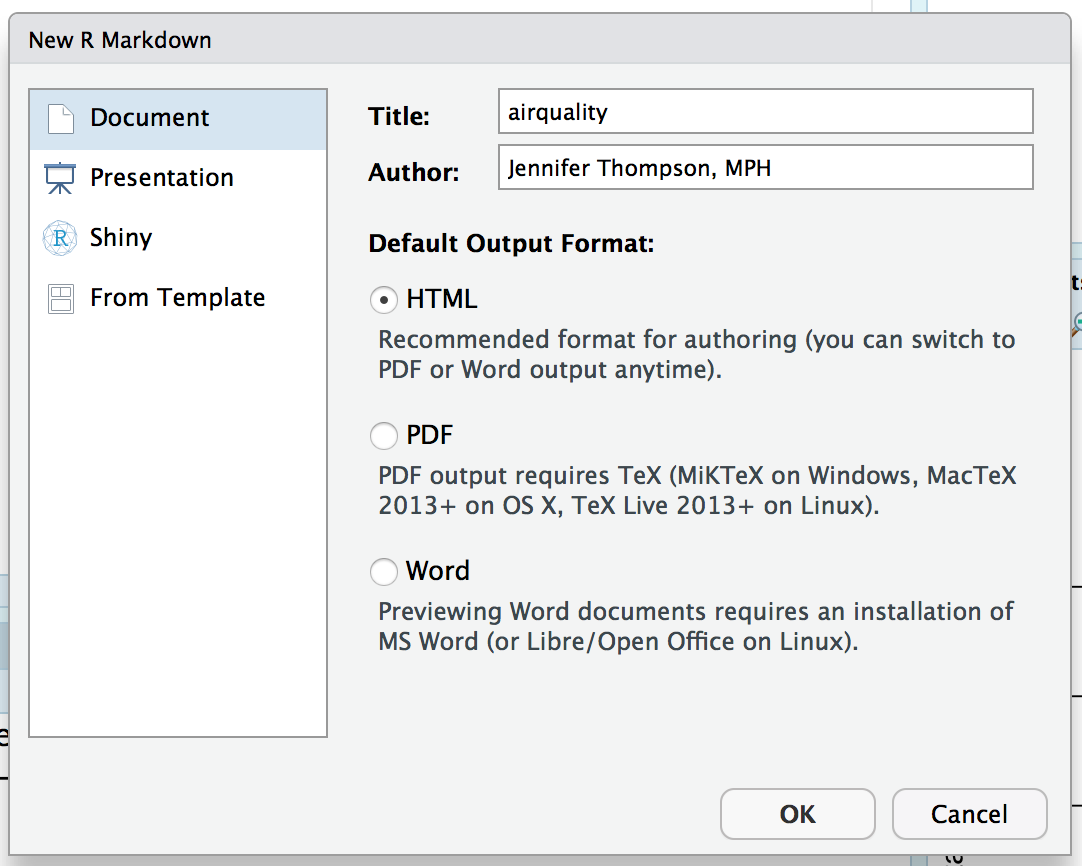 New R Markdown
Document
Presentation
Shiny
From Template
Title:
airquality
Author:
Jennifer Thompson, MPH
Default Output Format:
HTML
Recommended format for authoring (you can switch to
PDF or Word output anytime).
PDF
PDF output requires TeX (MiKTeX on Windows, MacTeX
2013+ on OS X, TeX Live 2013+ on Linux).
Word
Previewing Word documents requires an installation of
MS Word (or Libre/Open Office on Linux).
OK
Cancel